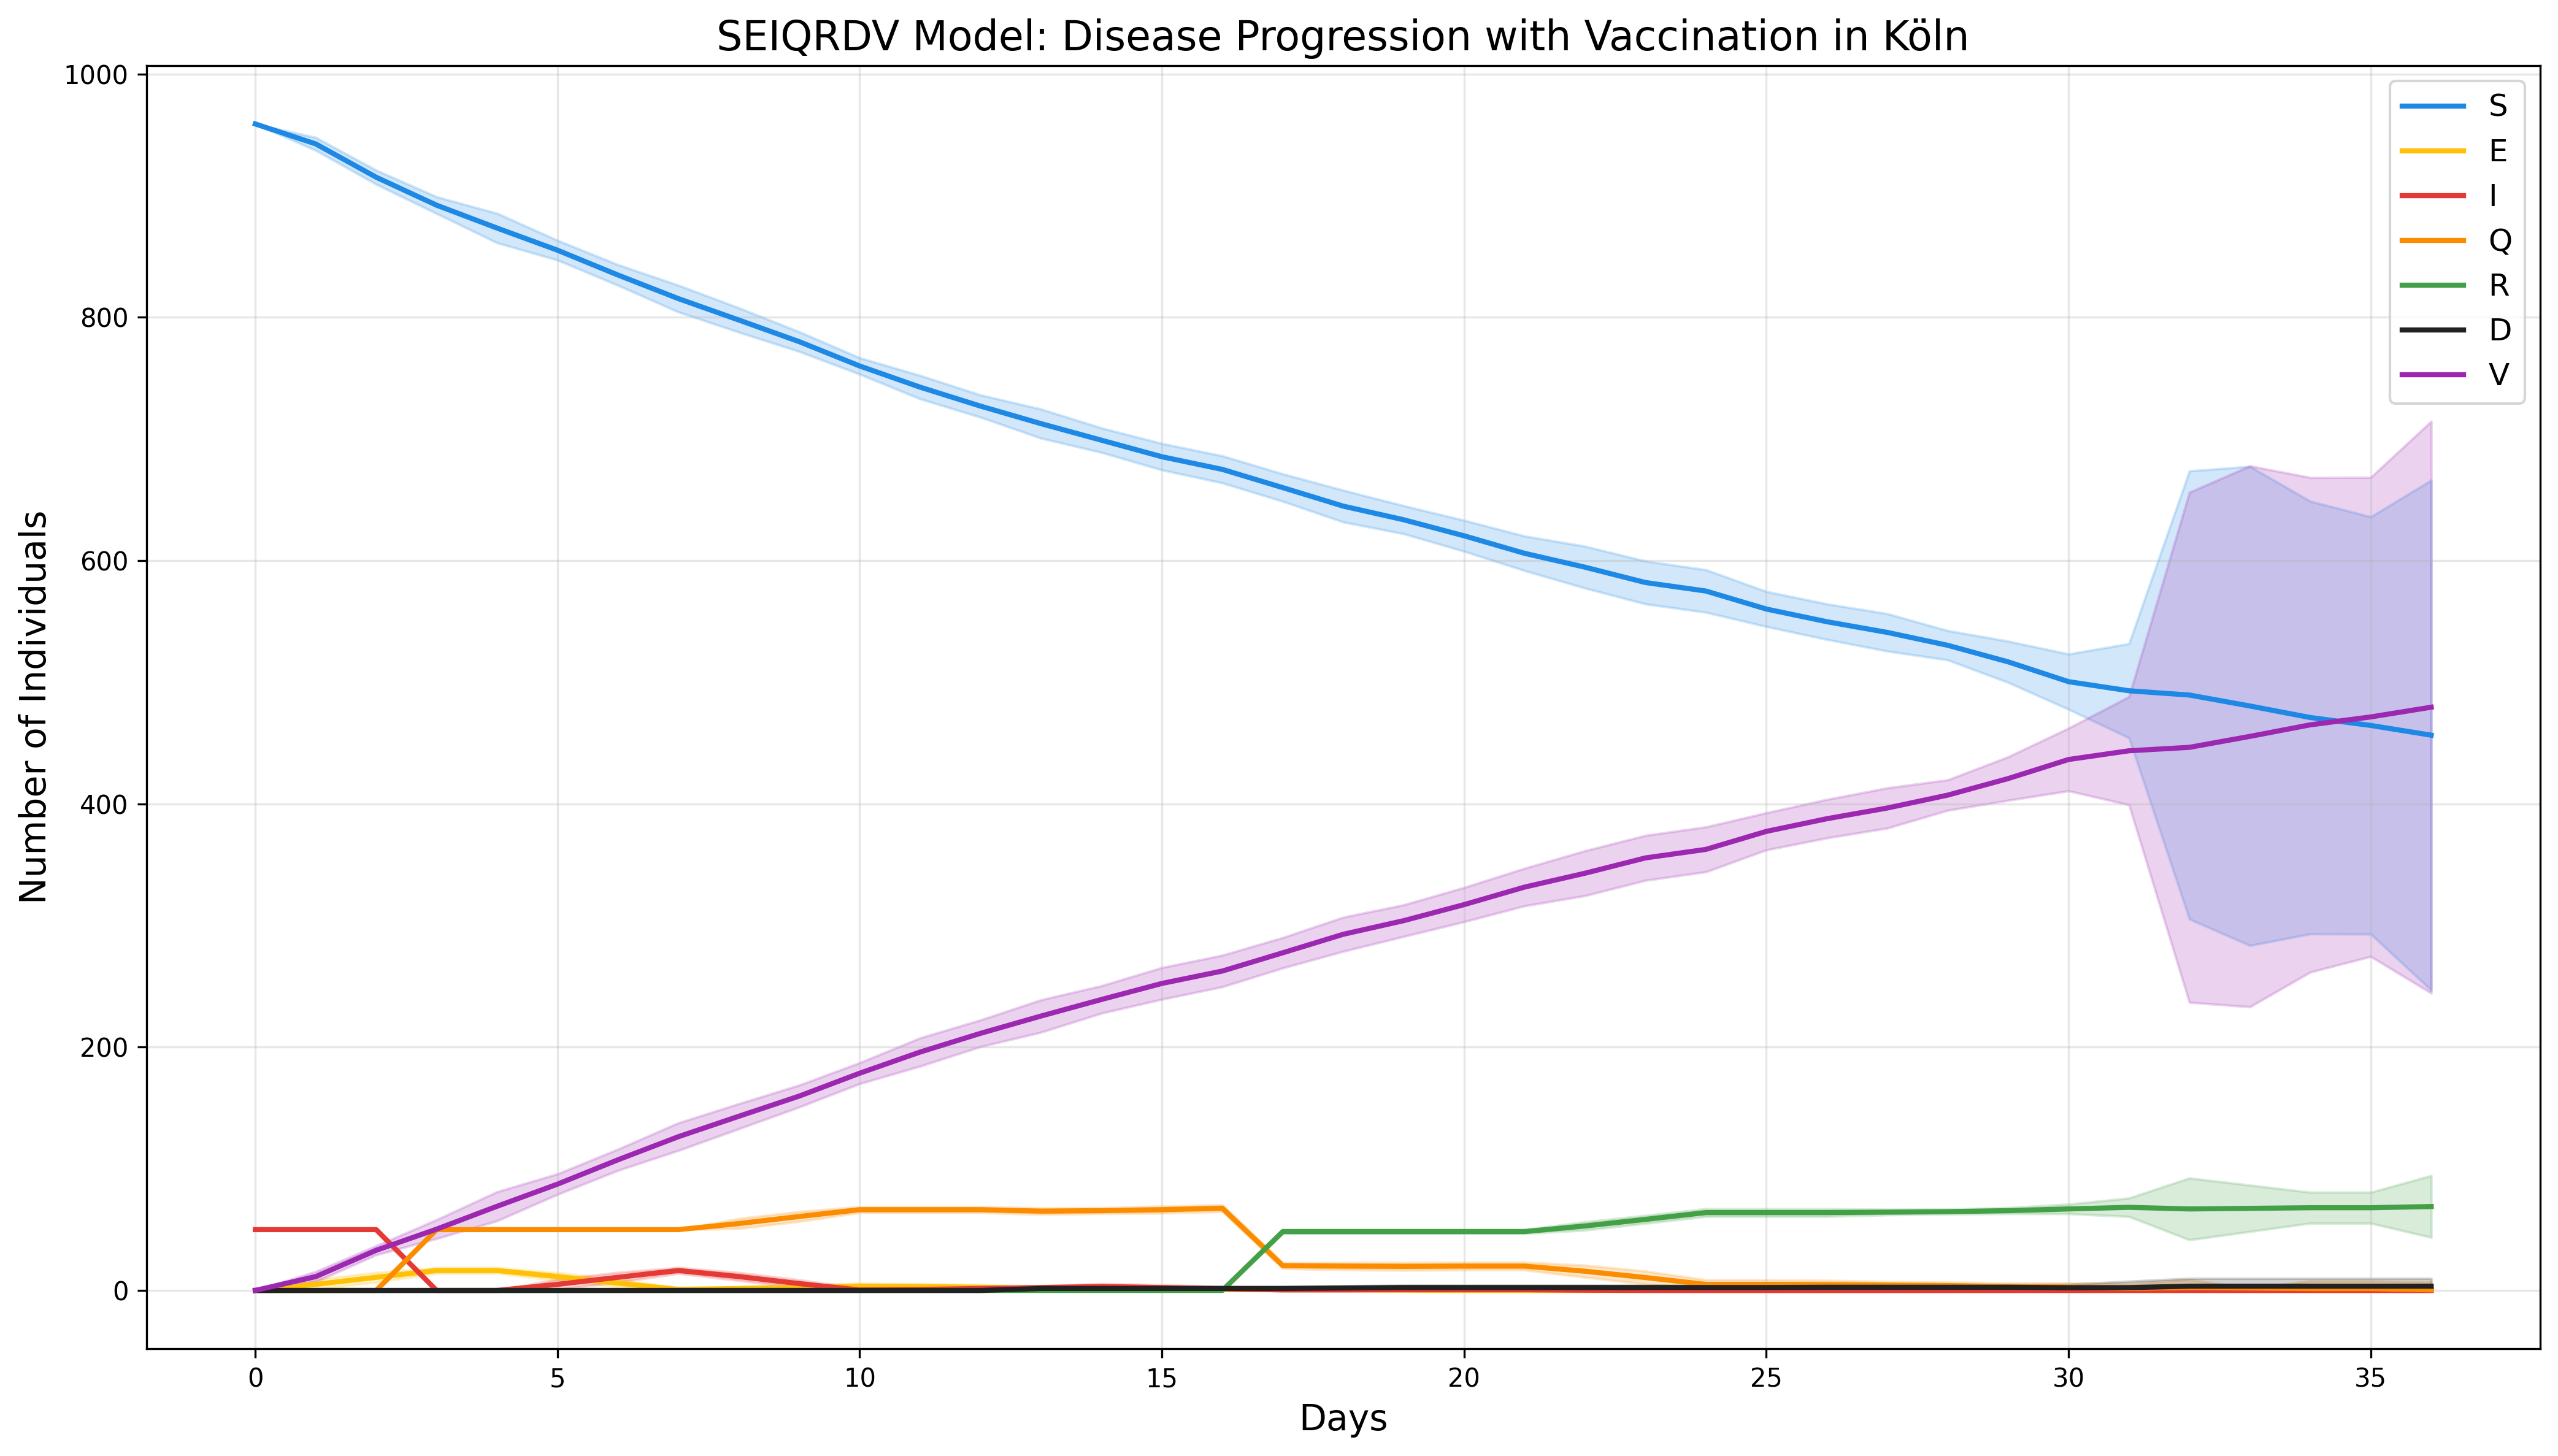 SEIQRDV Model: Disease Progression with Vaccination in Köln
1000
800
600
400
200
0
Number of Individuals
S
E
I
Q
R
D
V
0 5 10 15 20 25 30 35
Days